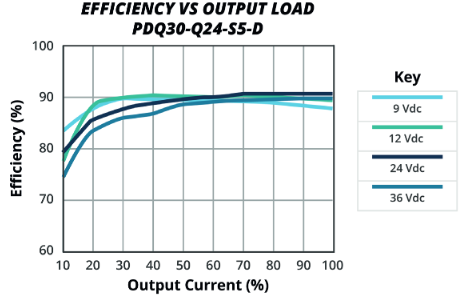 EFFICIENCY VS OUTPUT LOAD
PDQ30-Q24-S5-D
Efficiency (%)
100
90
80
70
60
10 20 30 40 50 60 70 80 90 100
Output Current (%)
Key
9 Vdc
12 Vdc
24 Vdc
36 Vdc